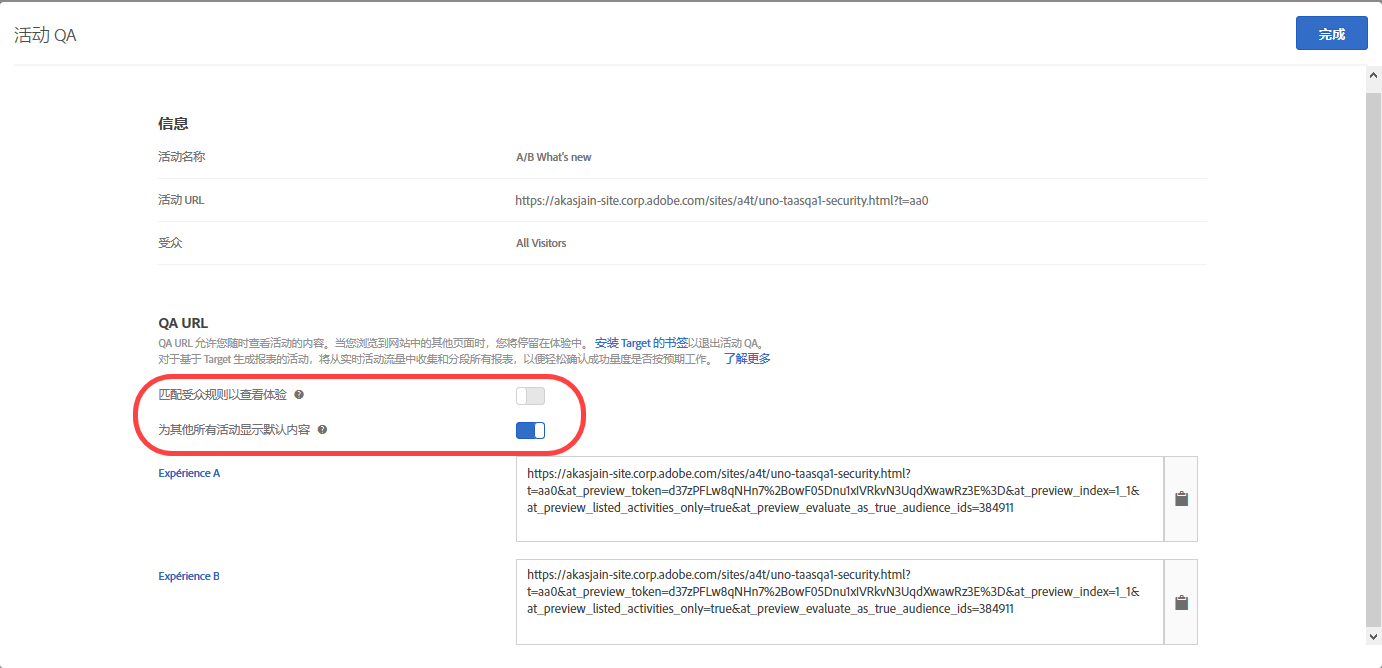 活动 QA
完成
信息
活动名称
A/B What's new
活动 URL
https://akasjain-site.corp.adobe.com/sites/a4t/uno-taasqa1-security.html?t=aa0
受众
All Visitors
QA URL
QA URL 允许您随时查看活动的内容。当您浏览到网站中的其他页面时，您将停留在体验中。 安装 Target 的书签以退出活动 QA。
对于基于 Target 生成报表的活动，将从实时活动流量中收集和分段所有报表，以便轻松确认成功量度是否按预期工作。 了解更多
匹配受众规则以查看体验
为其他所有活动显示默认内容
Expérience A
https://akasjain-site.corp.adobe.com/sites/a4t/uno-taasqa1-security.html?
t=aa0&at_preview_token=d37zPFLw8qNHn7%2BowF05Dnu1xIVRkvN3UqdXwawRz3E%3D&at_preview_index=1_1&
at_preview_listed_activities_only=true&at_preview_evaluate_as_true_audience_ids=384911
Expérience B
https://akasjain-site.corp.adobe.com/sites/a4t/uno-taasqa1-security.html?
t=aa0&at_preview_token=d37zPFLw8qNHn7%2BowF05Dnu1xIVRkvN3UqdXwawRz3E%3D&at_preview_index=1_1&
at_preview_listed_activities_only=true&at_preview_evaluate_as_true_audience_ids=384911